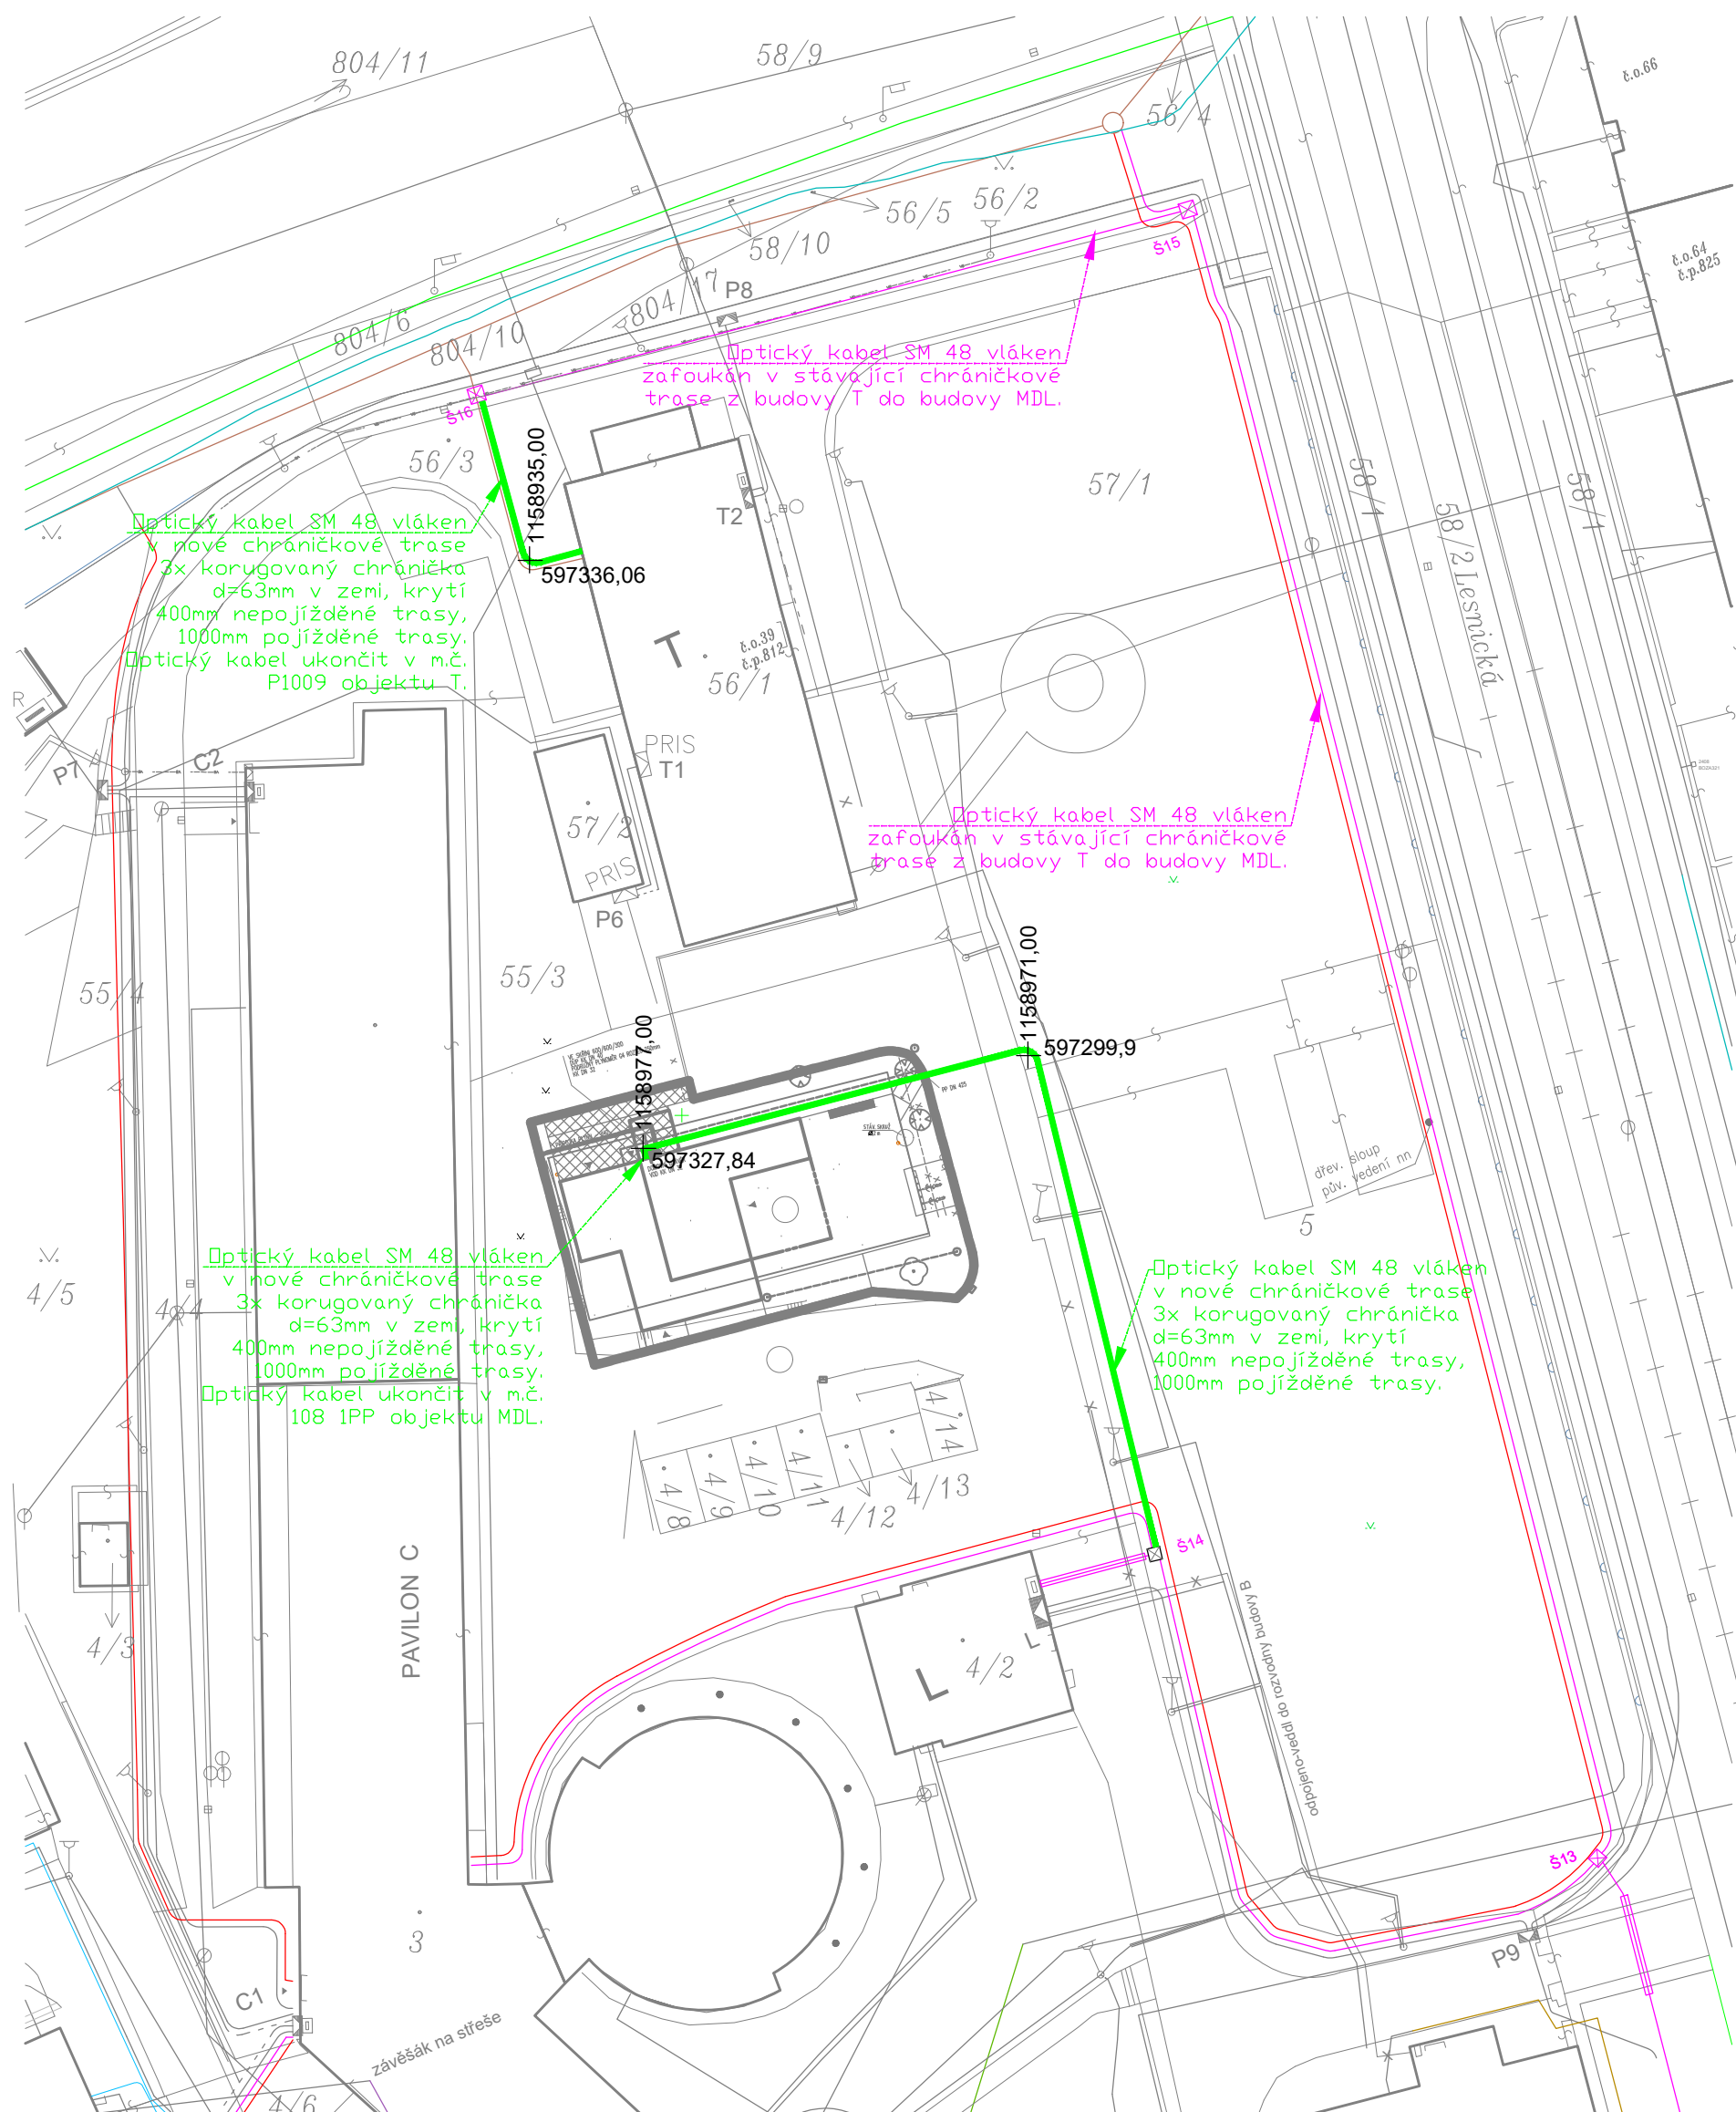 804/11
58/9
č.o.66
56/4
56/5
56/2
58/10
Š15
č.o.64
č.p.825
804/17
P8
804/6
804/10
Optický kabel SM 48 vláken
zafoukán v stávající chráničkové
trase z budovy T do budovy MDL.
Š16
56/3
1158935,00
57/1
58/1
58/1
T2
58/2
Lesnická
Optický kabel SM 48 vláken
v nové chráničkové trase
3x korugovaný chránička
d=63mm v zemi, krytí
400mm nepojížděné trasy,
1000mm pojížděné trasy.
Optický kabel ukončit v m.č.
P1009 objektu T.
597336,06
T
č.o.39
č.p.812
56/1
R
PRIS
T1
P7
C2
57/2
Optický kabel SM 48 vláken
zafoukán v stávající chráničkové
trase z budovy T do budovy MDL.
PRIS
P6
55/3
55/4
1158971,00
597299,9
1158977,00
PP DN 425
597327,84
dřev. sloup
pův. vedení nn
5
4/5
4/4
Optický kabel SM 48 vláken
v nové chráničkové trase
3x korugovaný chránička
d=63mm v zemi, krytí
400mm nepojížděné trasy,
1000mm pojížděné trasy.
Optický kabel ukončit v m.č.
108 1PP objektu MDL.
Optický kabel SM 48 vláken
v nové chráničkové trase
3x korugovaný chránička
d=63mm v zemi, krytí
400mm nepojížděné trasy,
1000mm pojížděné trasy.
4/8
4/9
4/10
4/11
4/12
4/13
4/14
Š14
PAVILON C
4/3
L
L
4/2
odpojeno-veddl do rozvodny budovy B
Š13
3
P9
C1
závěšák na střeše
4/6